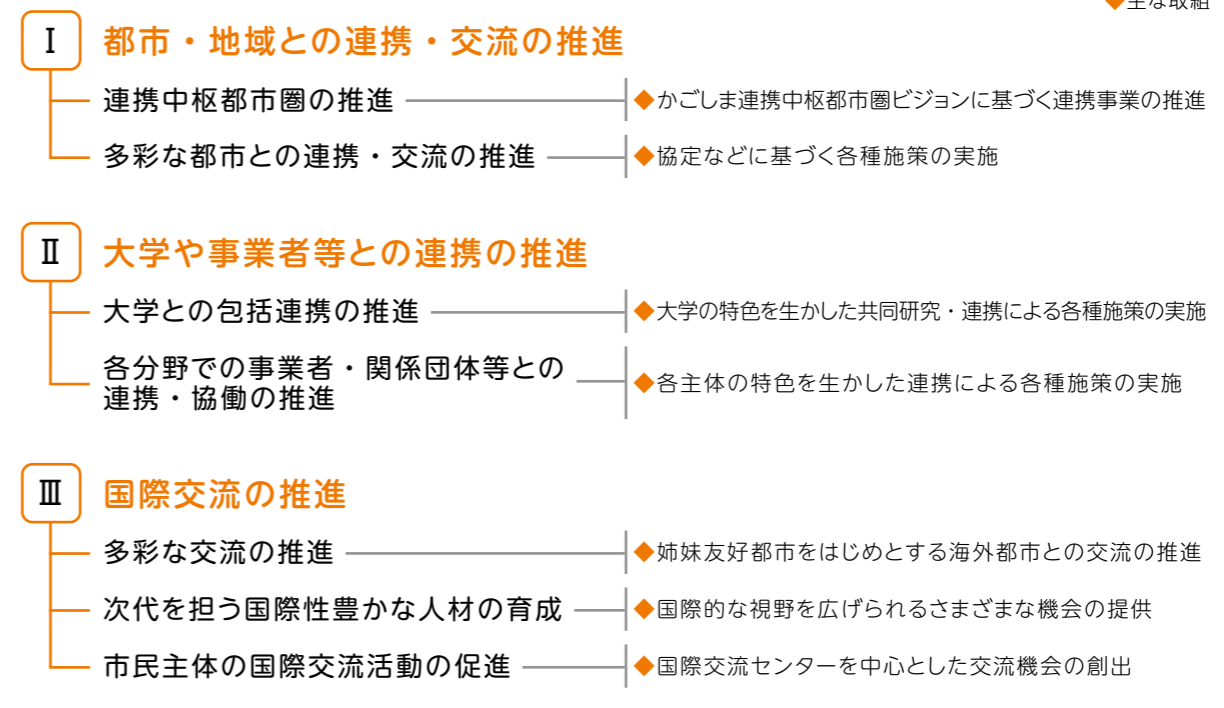 ◆主な取組
Ⅰ 都市・地域との連携・交流の推進
連携中枢都市圏の推進 ◆かごしま連携中枢都市圏ビジョンに基づく連携事業の推進
多彩な都市との連携・交流の推進 ◆協定などに基づく各種施策の実施
Ⅱ 大学や事業者等との連携の推進
大学との包括連携の推進 ◆大学の特色を生かした共同研究・連携による各種施策の実施
各分野での事業者・関係団体等との
連携・協働の推進 ◆各主体の特色を生かした連携による各種施策の実施
Ⅲ 国際交流の推進
多彩な交流の推進 ◆姉妹友好都市をはじめとする海外都市との交流の推進
次代を担う国際性豊かな人材の育成 ◆国際的な視野を広げられるさまざまな機会の提供
市民主体の国際交流活動の促進 ◆国際交流センターを中心とした交流機会の創出